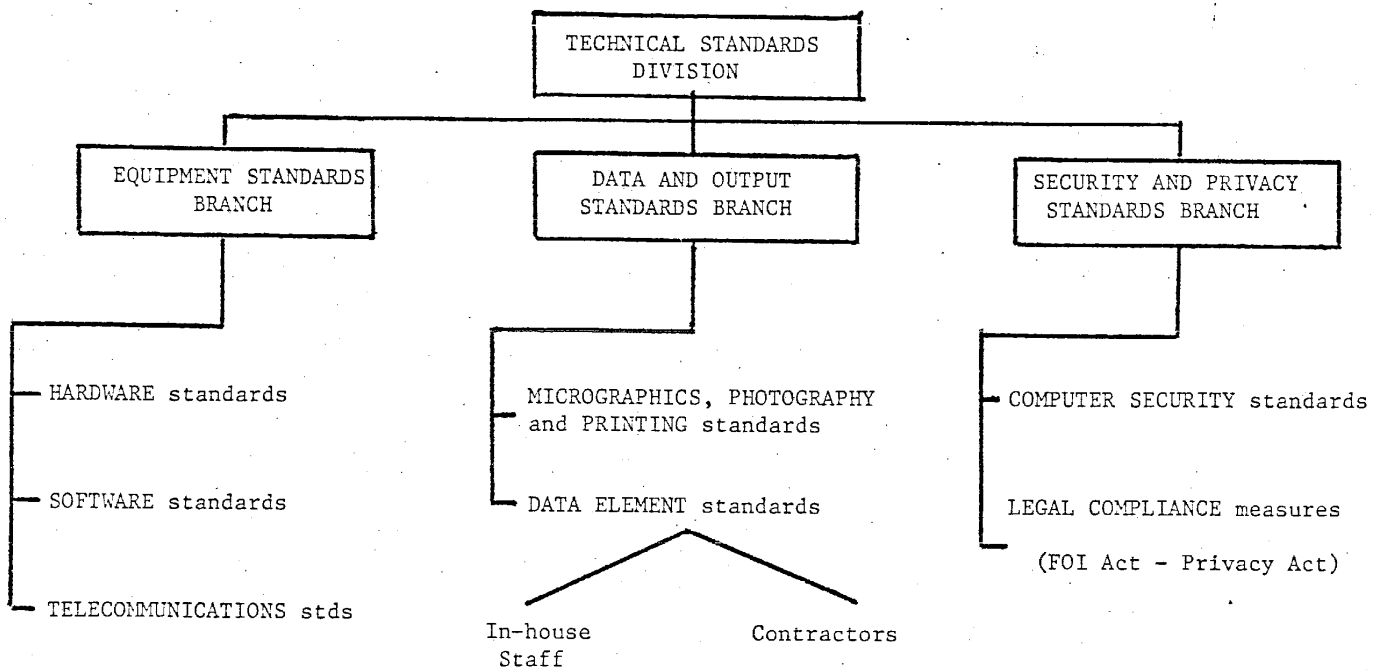 TECHNICAL STANDARDS
DIVISION
EQUIPMENT STANDARDS
BRANCH
DATA AND OUTPUT
STANDARDS BRANCH
SECURITY AND PRIVACY
STANDARDS BRANCH
HARDWARE standards
SOFTWARE standards
TELECOMMUNICATIONS stds
MICROGRAPHICS, PHOTOGRAPHY
and PRINTING standards
DATA ELEMENT standards
In-house
Staff
Contractors
COMPUTER SECURITY standards
LEGAL COMPLIANCE measures
(FOI Act - Privacy Act)